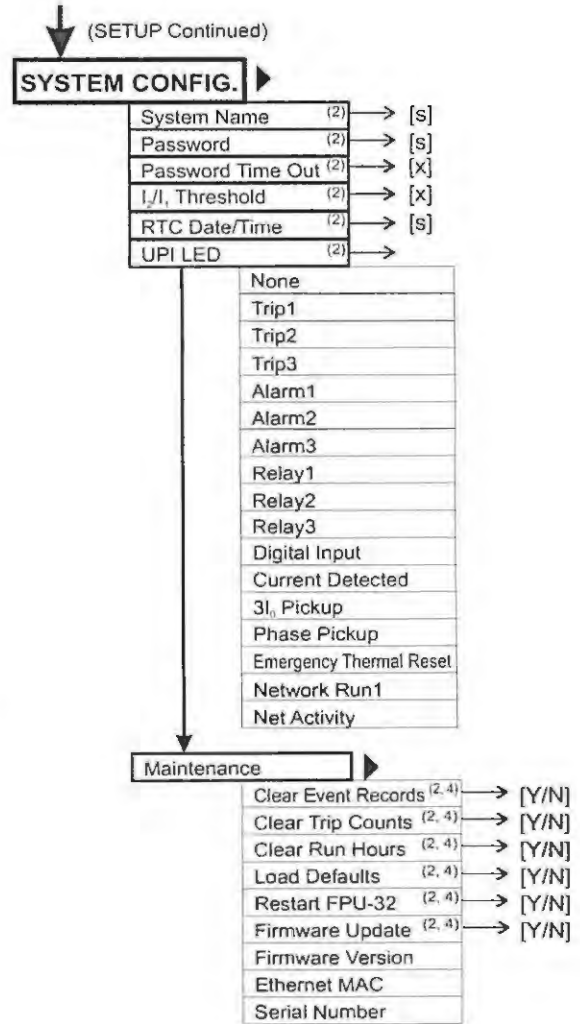 (SETUP Continued)
SYSTEM CONFIG.
System Name (2) [s]
Password (2) [s]
Password Time Out (2) [x]
I₂/I₁ Threshold (2) [x]
RTC Date/Time (2) [s]
UPI LED (2)
None
Trip1
Trip2
Trip3
Alarm1
Alarm2
Alarm3
Relay1
Relay2
Relay3
Digital Input
Current Detected
3I₀ Pickup
Phase Pickup
Emergency Thermal Reset
Network Run1
Net Activity
Maintenance
Clear Event Records (2, 4) [Y/N]
Clear Trip Counts (2, 4) [Y/N]
Clear Run Hours (2, 4) [Y/N]
Load Defaults (2, 4) [Y/N]
Restart FPU-32 (2, 4) [Y/N]
Firmware Update (2, 4) [Y/N]
Firmware Version
Ethernet MAC
Serial Number